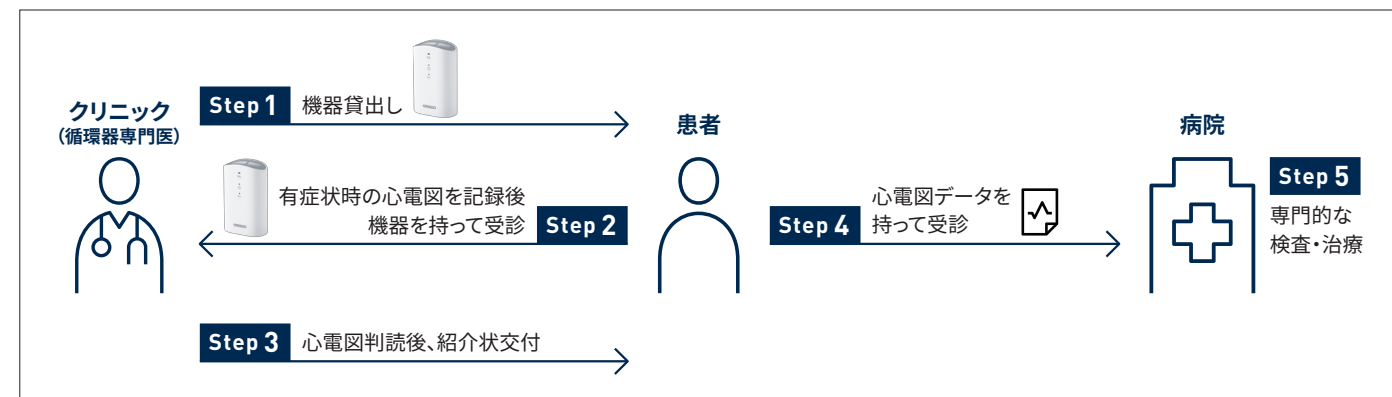 クリニック
(循環器専門医)
Step 1 機器貸出し
有症状時の心電図を記録後
機器を持って受診 Step 2
Step 3 心電図判読後、紹介状交付
患者
Step 4 心電図データを
持って受診
病院
Step 5
専門的な
検査・治療